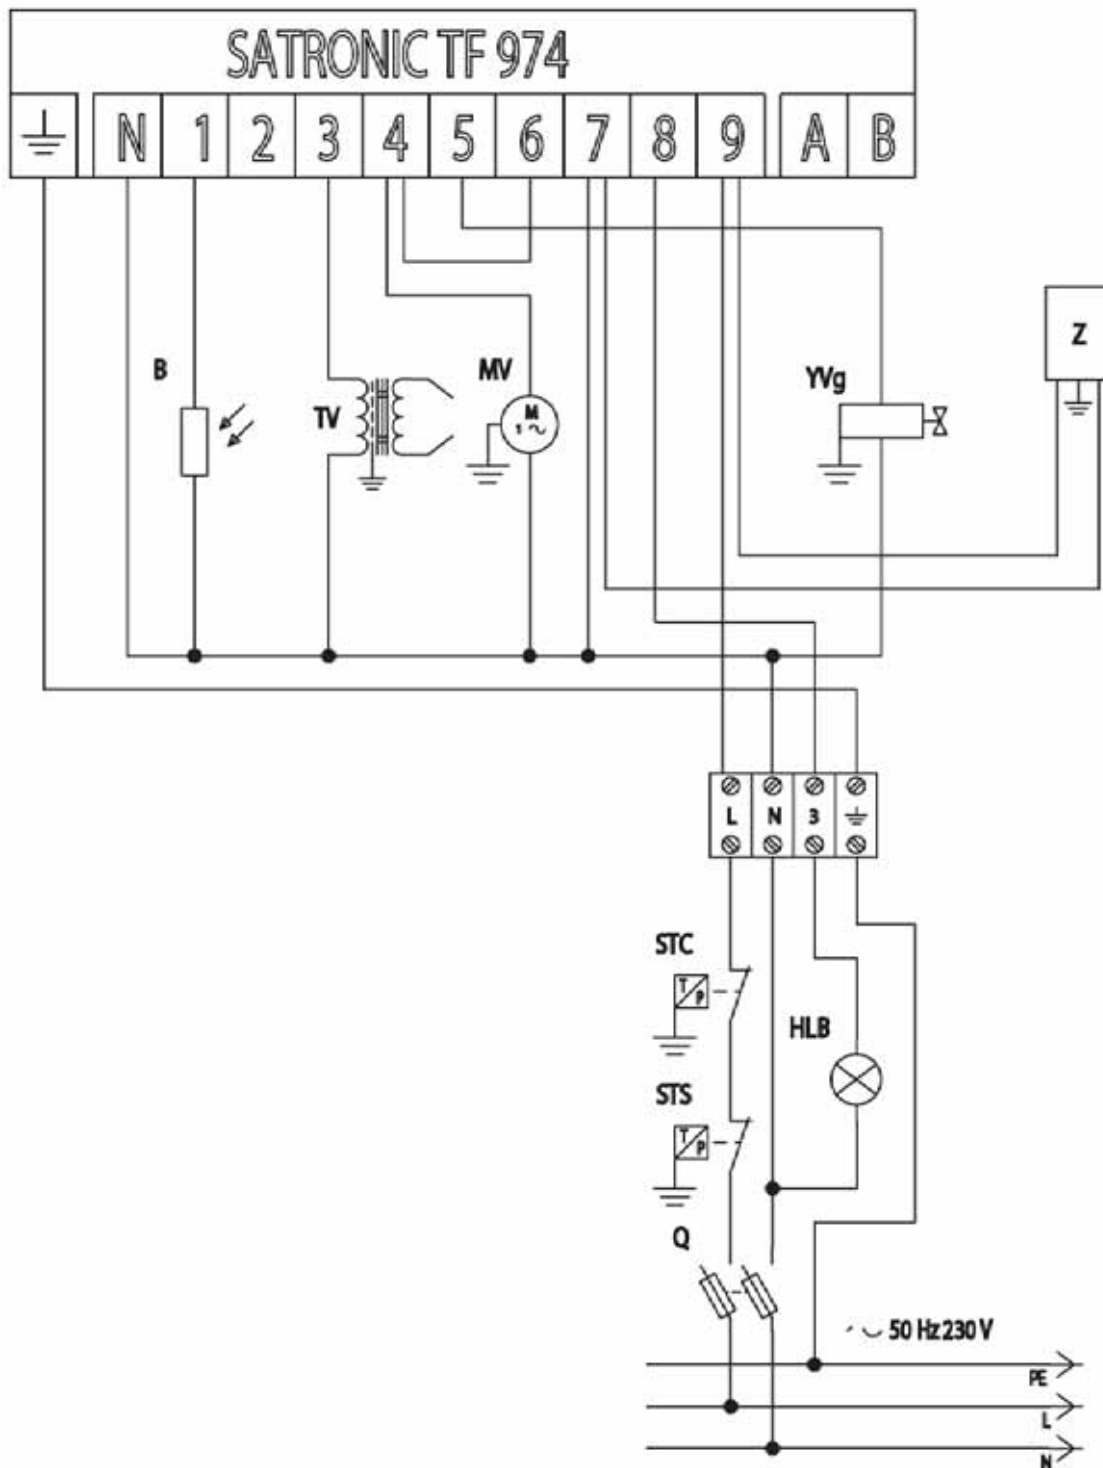 SATRONIC TF 974
N 1 2 3 4 5 6 7 8 9 A B
Z
B
TV
MV
M
1 ~
YVg
L N 3
STC
T/P
HLB
STS
T/P
Q
~ 50 Hz 230 V
PE
L
N